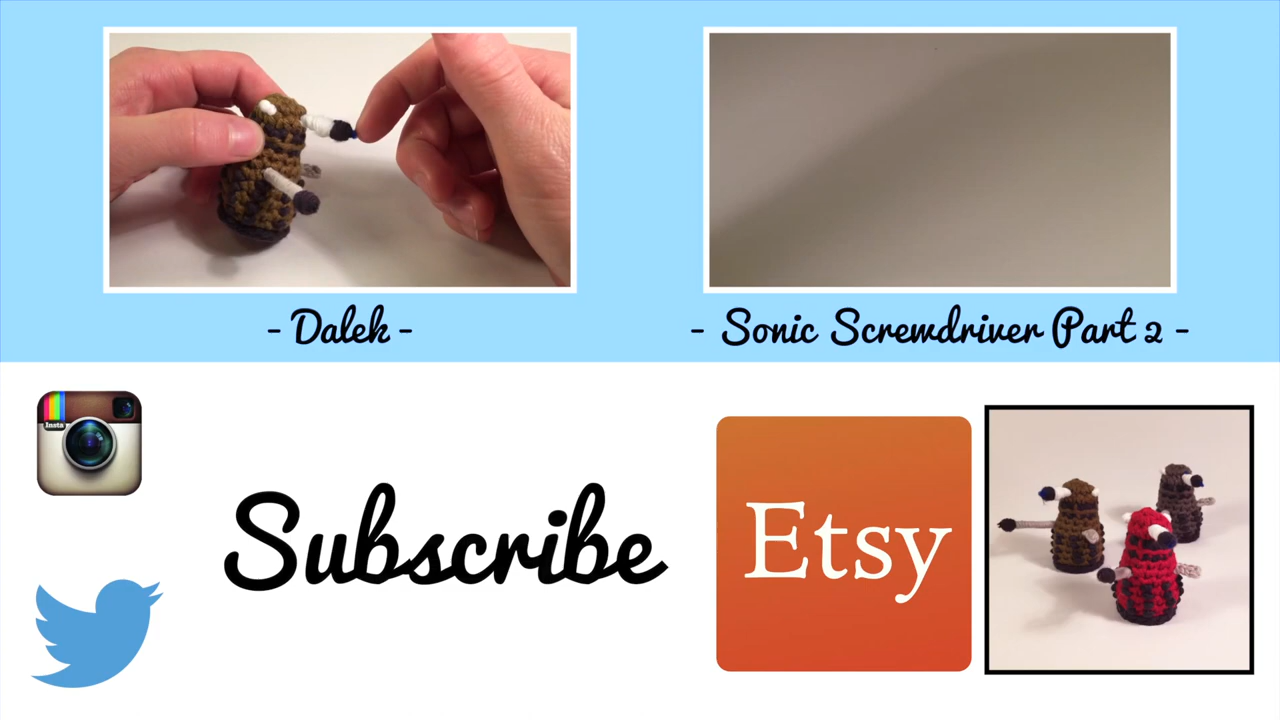 - Dalek -
- Sonic Screwdriver Part 2 -
Insta
Subscribe
Etsy